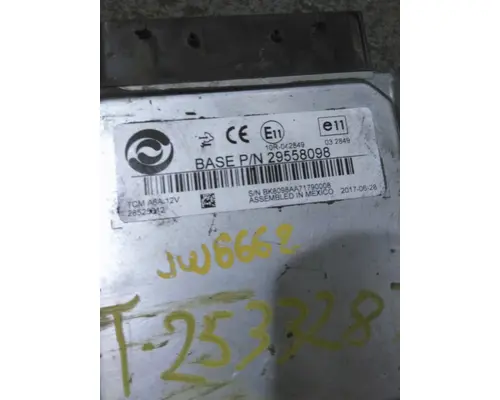 CE E11 e11
10R-042849 03 2849
BASE P/N 29558098
TCM A6A 12V
S/N BK8098AA71790008 2017-06-28
ASSEMBLED IN MEXICO
JW6662
T-253328